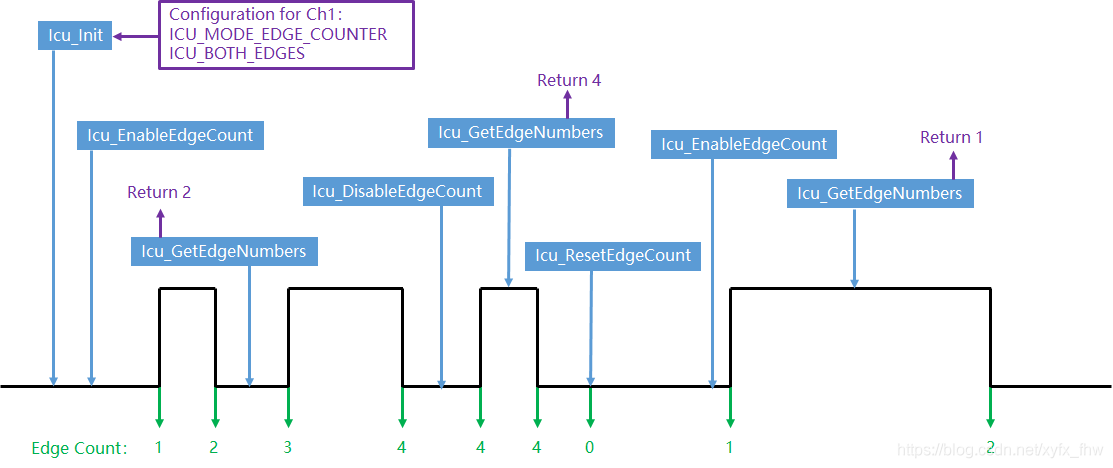 Configuration for Ch1:
ICU_MODE_EDGE_COUNTER
ICU_BOTH_EDGES
Icu_Init
Return 4
Icu_EnableEdgeCount
Icu_GetEdgeNumbers
Icu_EnableEdgeCount
Return 1
Return 2
Icu_DisableEdgeCount
Icu_GetEdgeNumbers
Icu_GetEdgeNumbers
Icu_ResetEdgeCount
Edge Count: 1 2 3 4 4 4 0 1 2
https://blog.csdn.net/xyfx_fhw